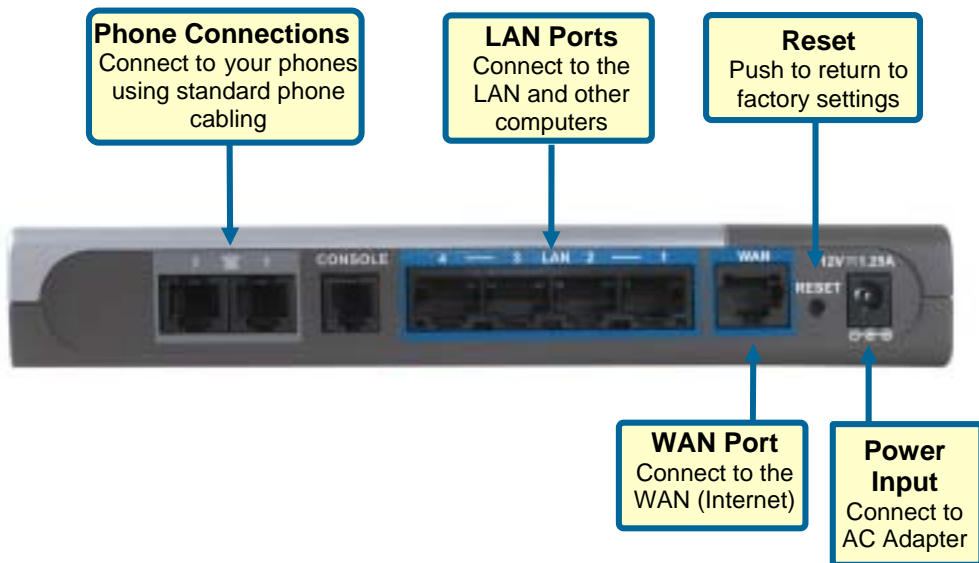 Phone Connections
Connect to your phones
using standard phone
cabling
LAN Ports
Connect to the
LAN and other
computers
Reset
Push to return to
factory settings
CONSOLE
4 3 LAN 2 1
WAN
12V 1.25A
RESET
WAN Port
Connect to the
WAN (Internet)
Power
Input
Connect to
AC Adapter